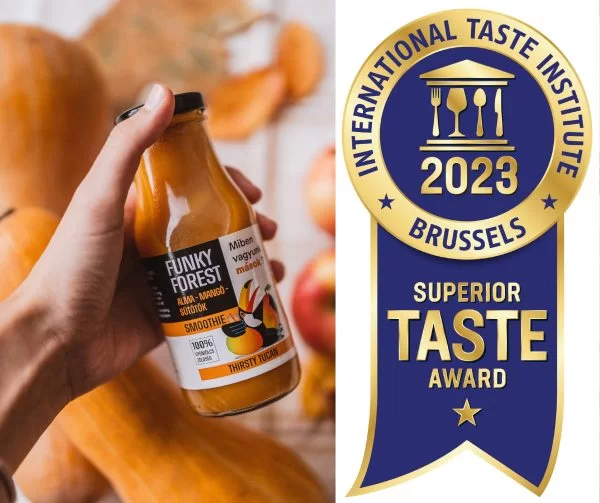 FUNKY
FOREST
ALMA - MANGÓ -
SÜTŐTÖK
SMOOTHIE
100%
THIRSTY TUCAN
Miben
vagyunk
mások?
INTERNATIONAL TASTE INSTITUTE
2023
BRUSSELS
SUPERIOR
TASTE
AWARD